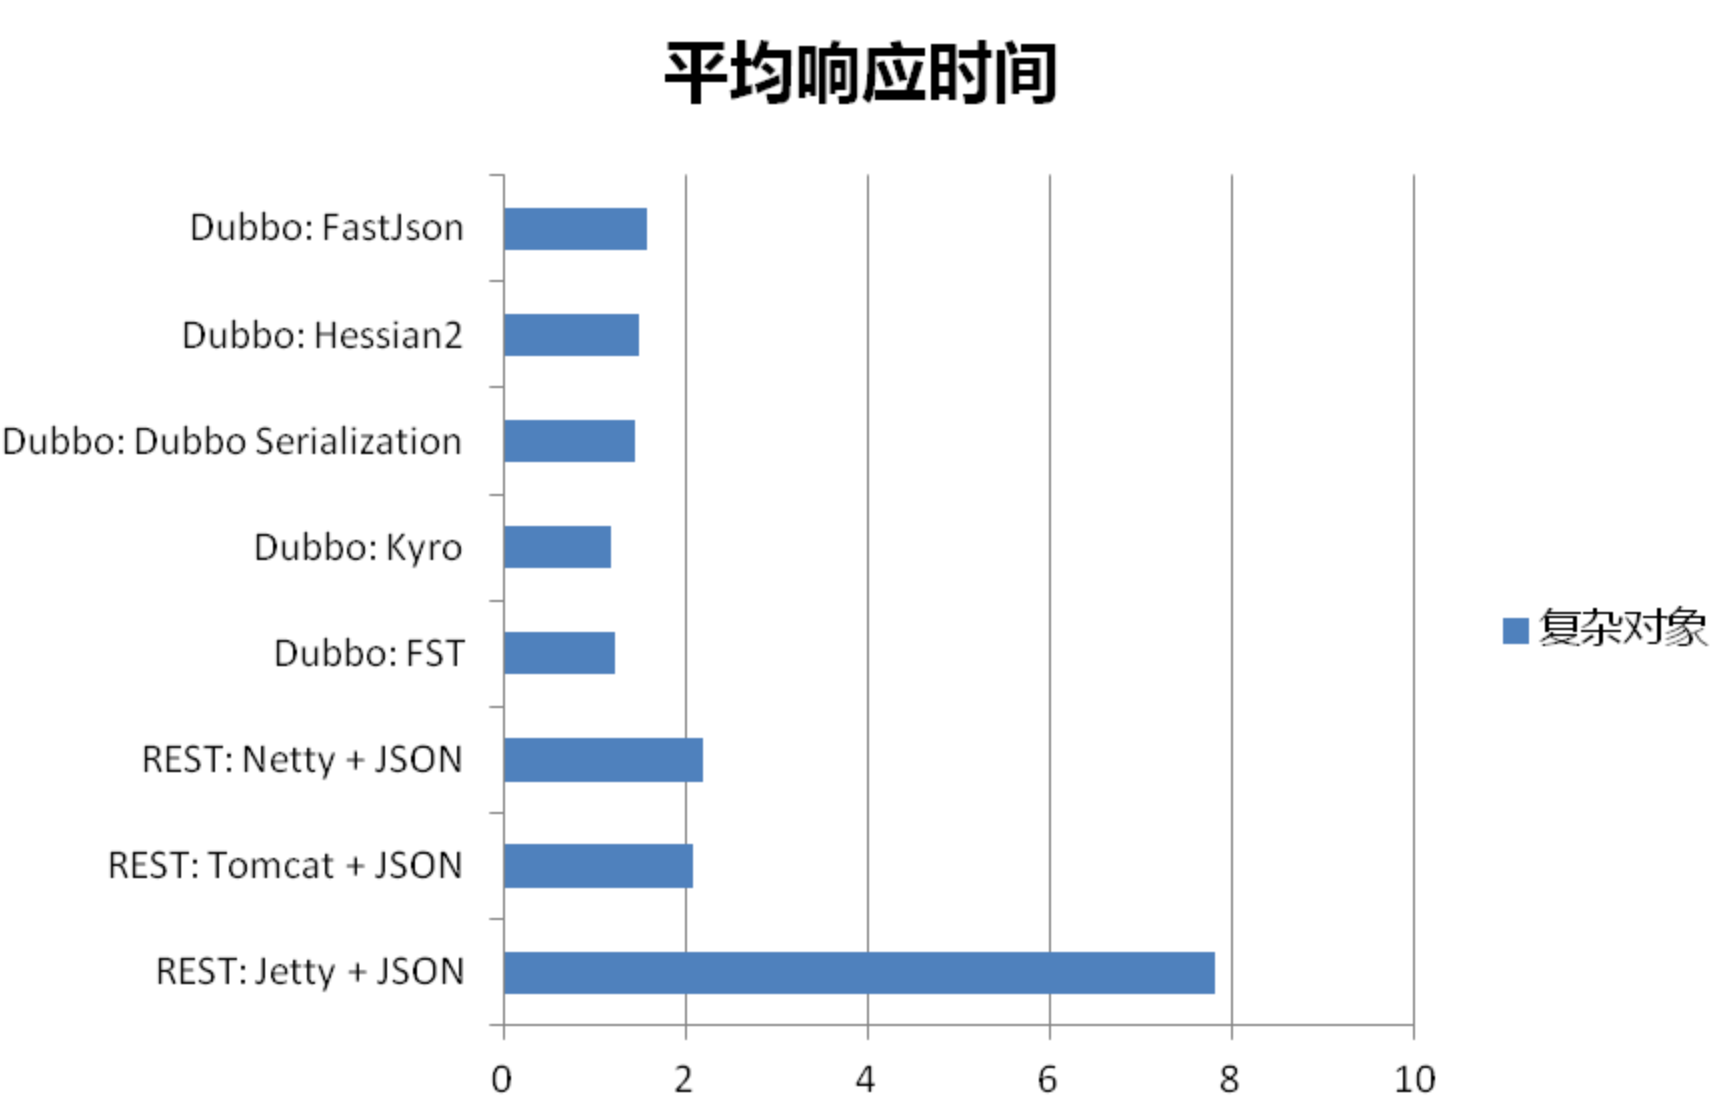 平均响应时间
Dubbo: FastJson
Dubbo: Hessian2
Dubbo: Dubbo Serialization
Dubbo: Kyro
Dubbo: FST
REST: Netty + JSON
REST: Tomcat + JSON
REST: Jetty + JSON
0 2 4 6 8 10
复杂对象